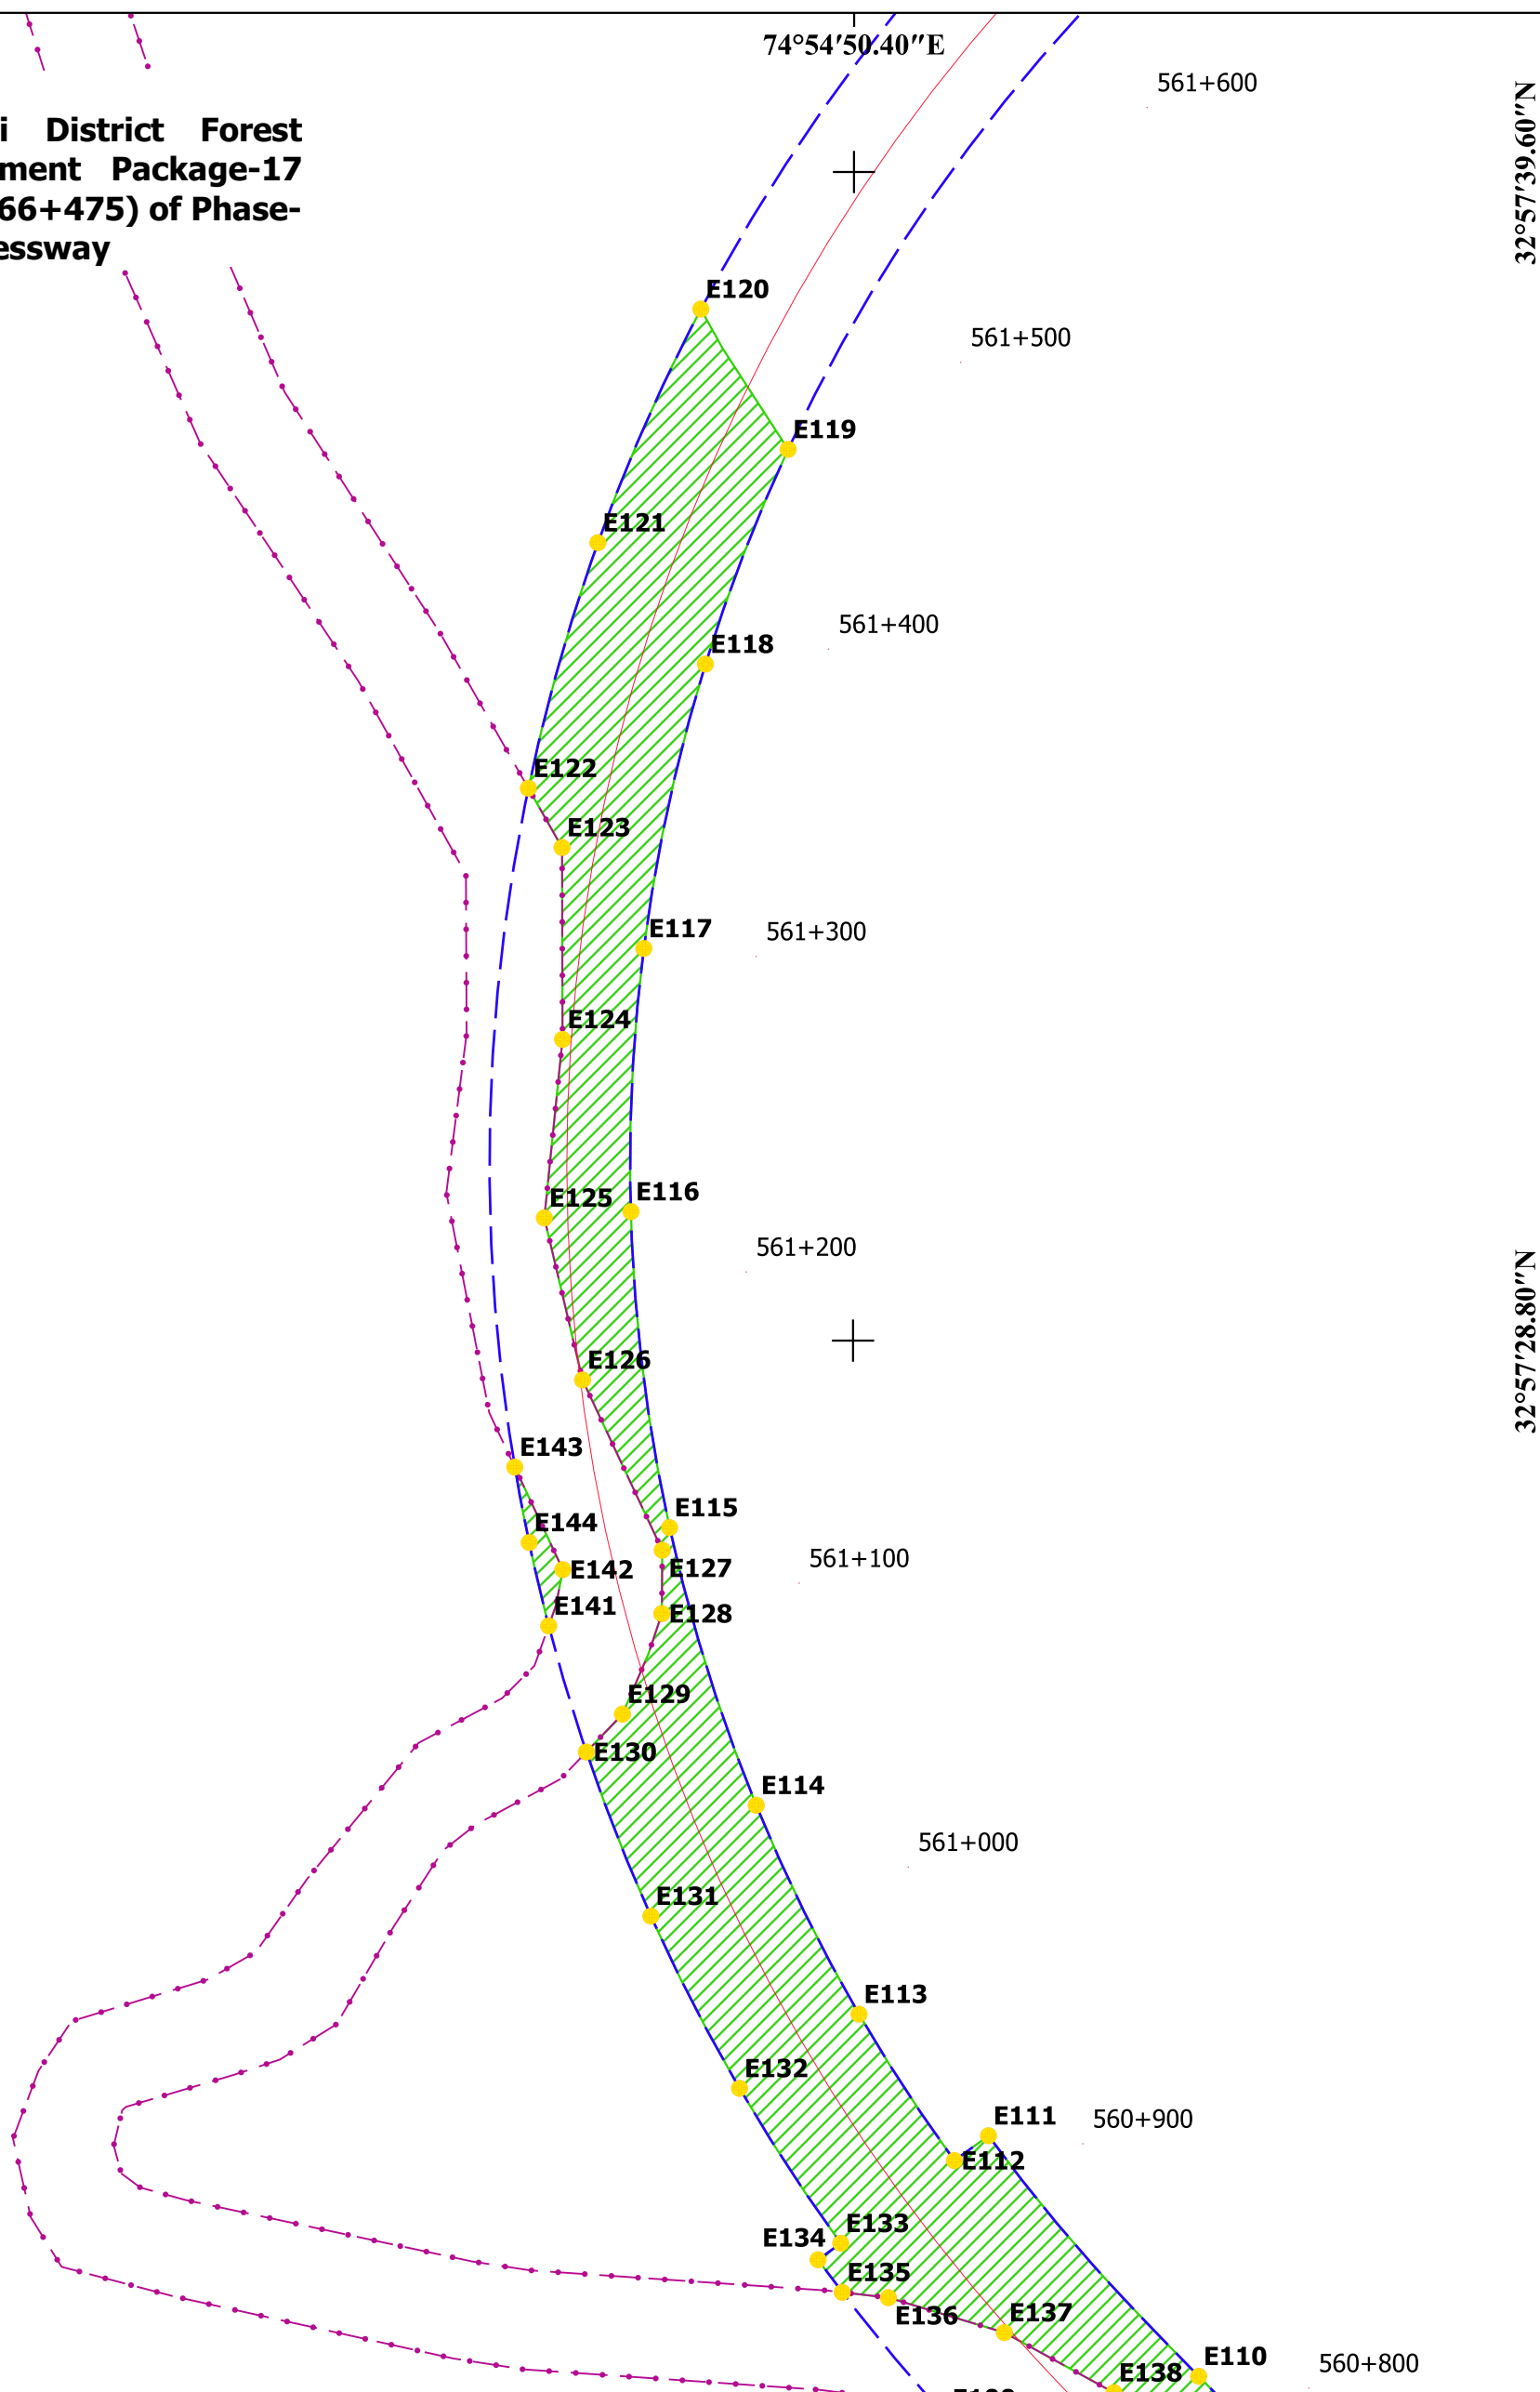 74°54′50.40″E
561+600
32°57′39.60″N
i District Forest
ment Package-17
66+475) of Phase-
essway
E120
561+500
E119
E121
561+400
E118
E122
E123
E117
561+300
E124
E125
E116
561+200
32°57′28.80″N
E126
E143
E115
E144
561+100
E142
E127
E141
E128
E129
E130
E114
561+000
E131
E113
E132
E111
560+900
E112
E133
E134
E135
E136
E137
E110
560+800
E138